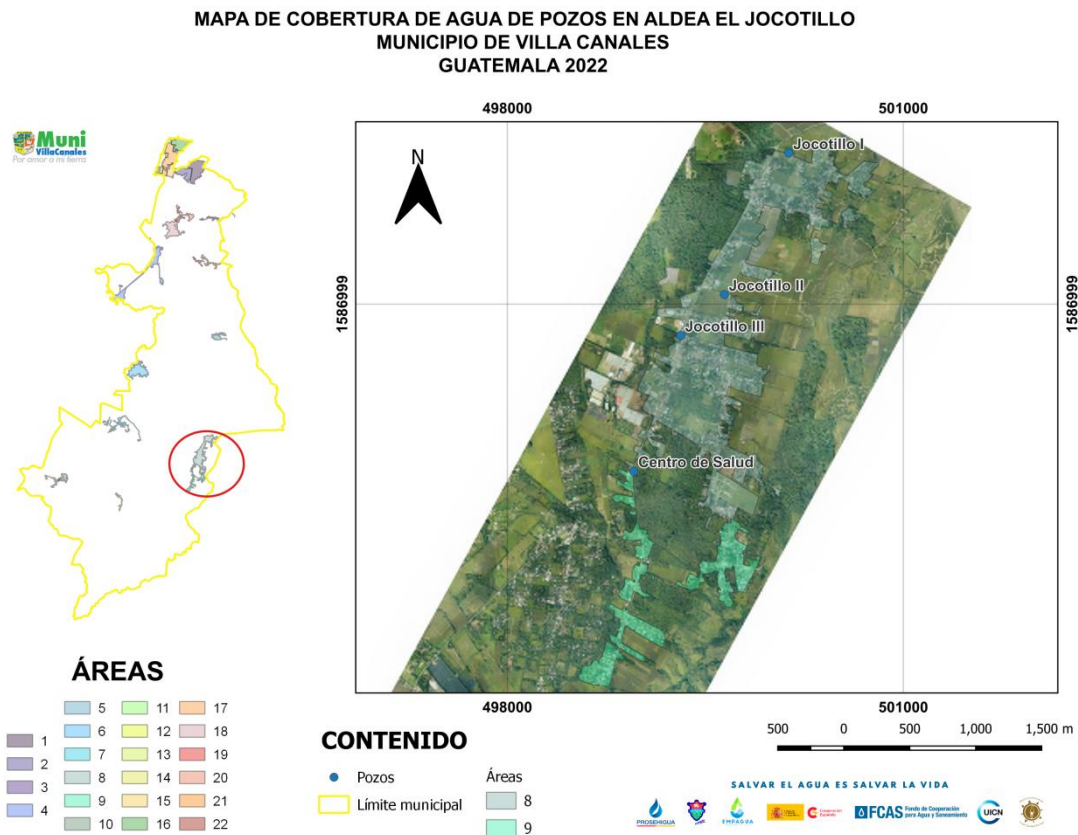 MAPA DE COBERTURA DE AGUA DE POZOS EN ALDEA EL JOCOTILLO
MUNICIPIO DE VILLA CANALES
GUATEMALA 2022
Muni
VillaCanales
Por amor a mi tierra
498000
501000
N
Jocotillo I
Jocotillo II
1586999
1586999
Jocotillo III
Centro de Salud
498000
501000
ÁREAS
1
2
3
4
5
6
7
8
9
10
11
12
13
14
15
16
17
18
19
20
21
22
CONTENIDO
Pozos
Límite municipal
Áreas
8
9
500 0 500 1,000 1,500 m
SALVAR EL AGUA ES SALVAR LA VIDA
PROSEHIGUA
EMPAGUA
Cooperación
Española
FCAS Fondo de Cooperación
para Agua y Saneamiento
UICN